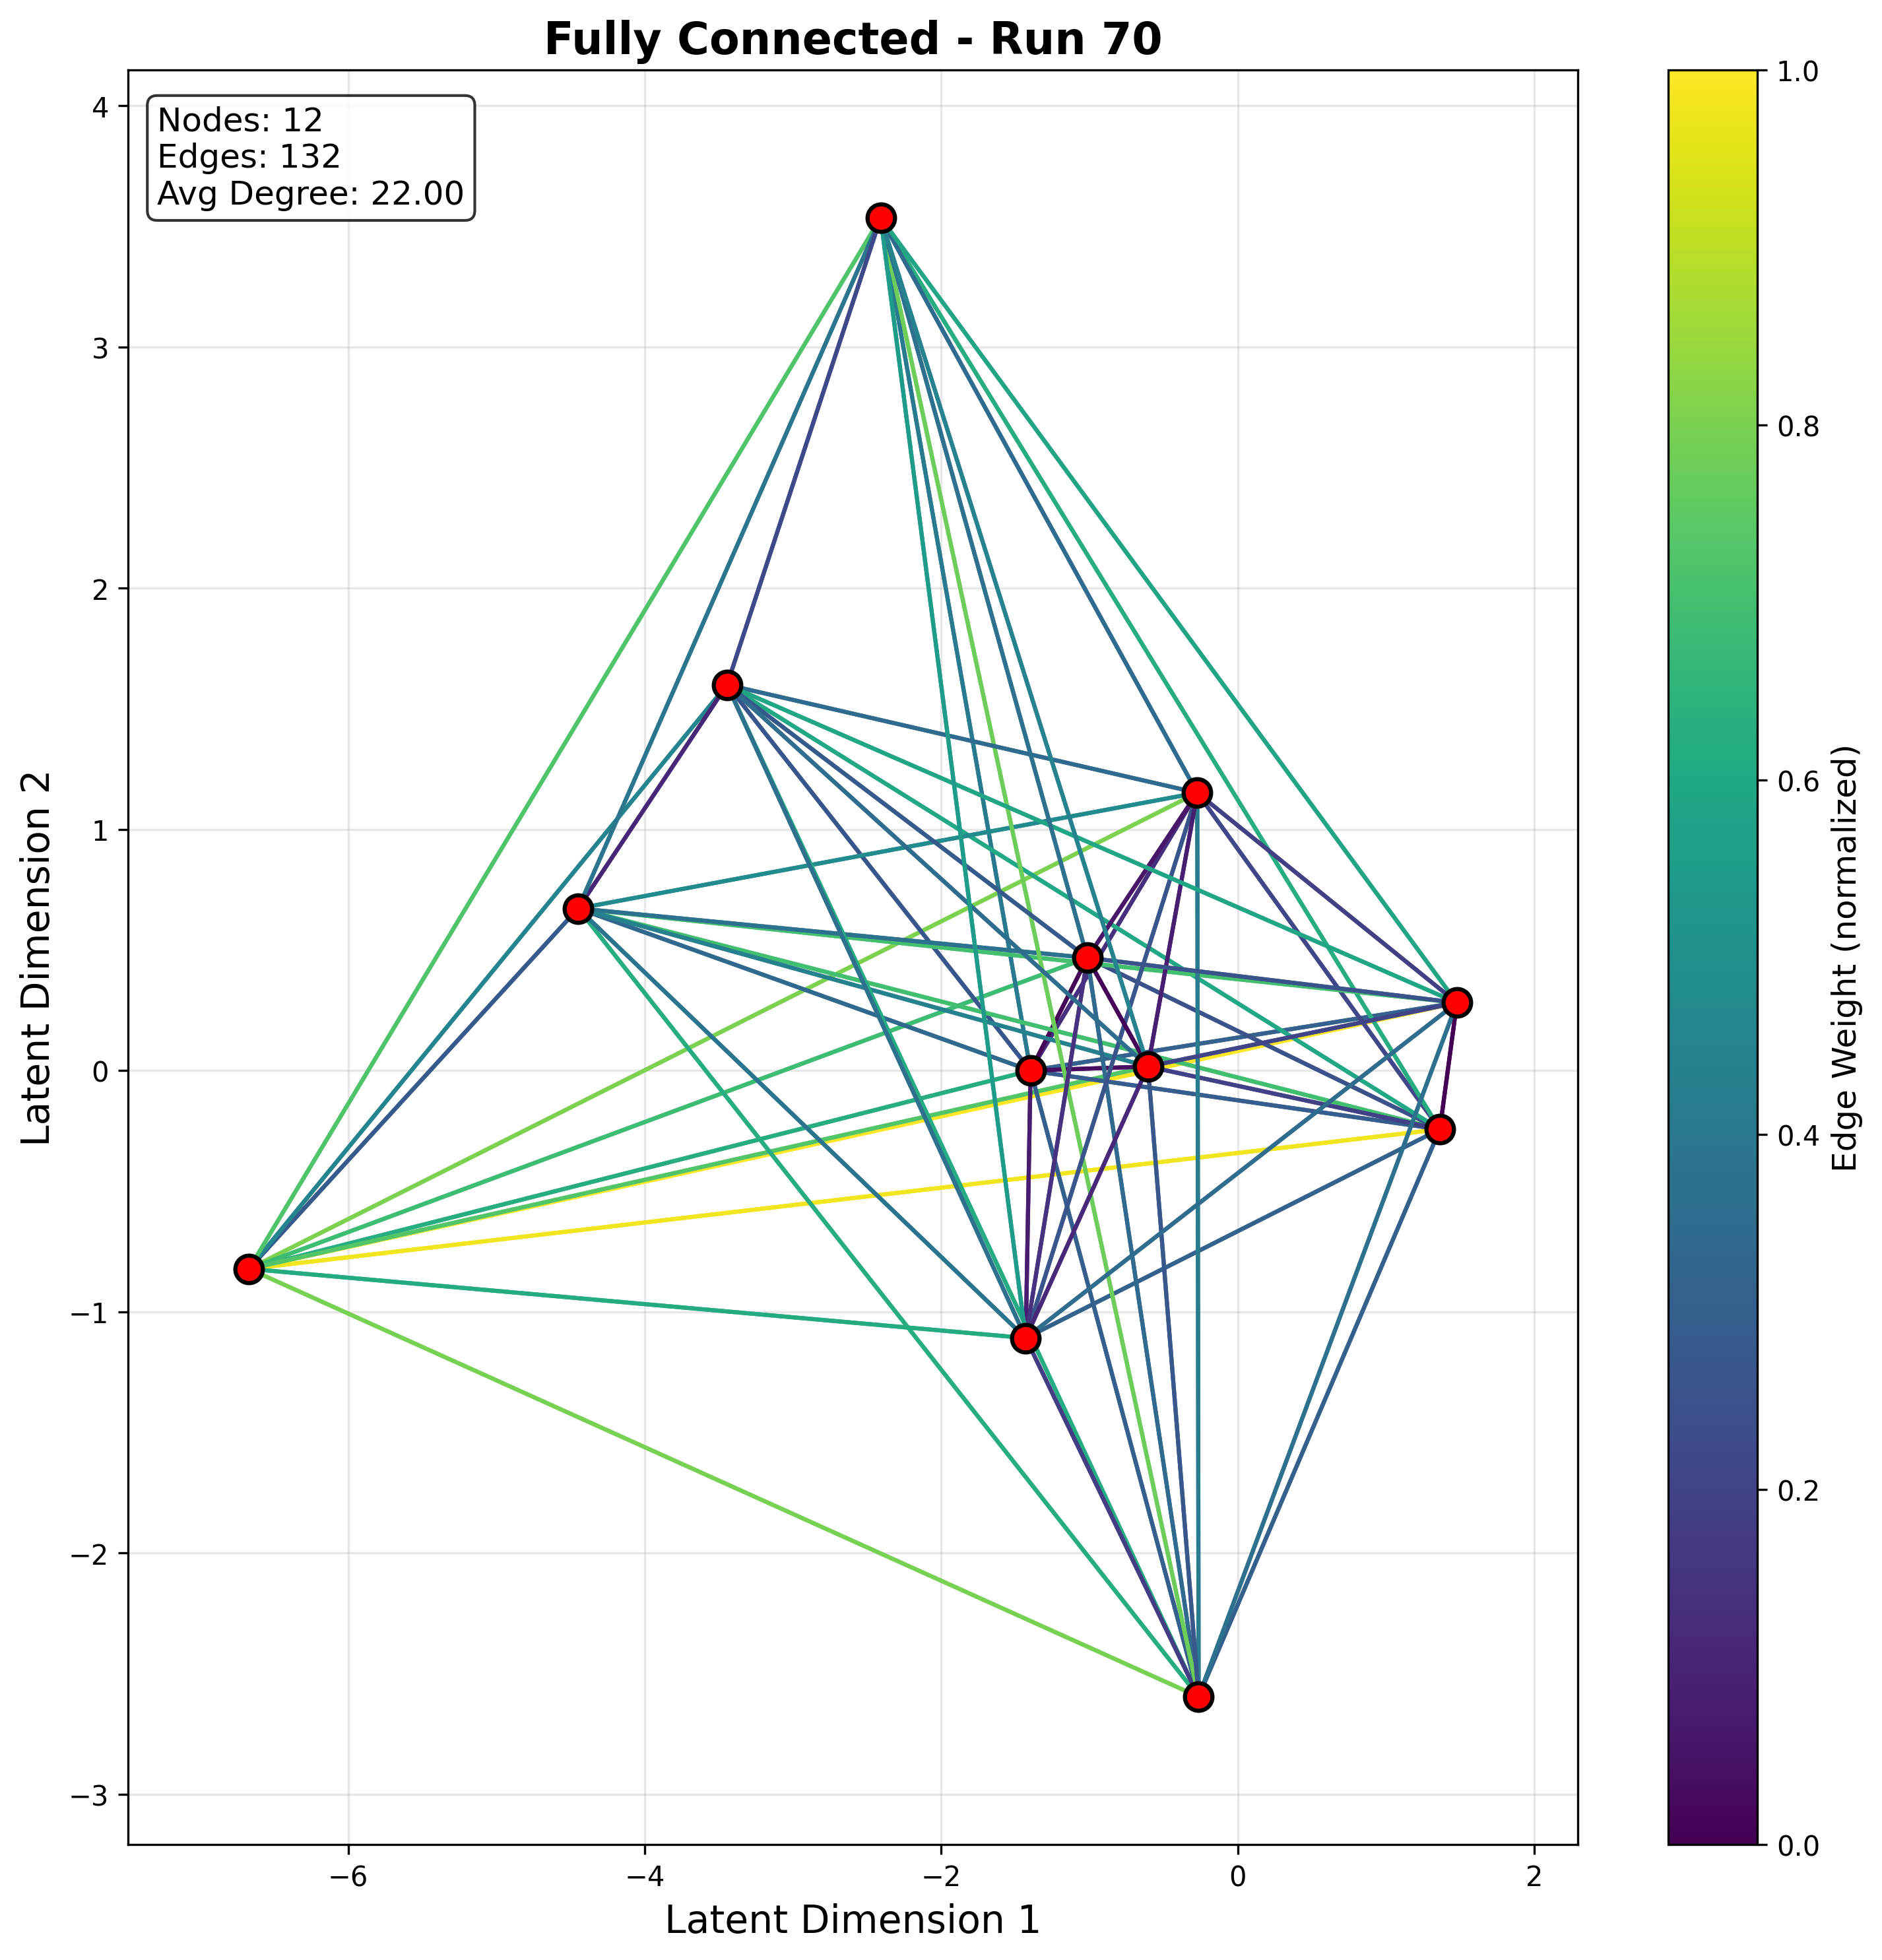 Fully Connected - Run 70
Nodes: 12
Edges: 132
Avg Degree: 22.00
4
3
2
1
0
−1
−2
−3
Latent Dimension 2
−6
−4
−2
0
2
Latent Dimension 1
1.0
0.8
0.6
0.4
0.2
0.0
Edge Weight (normalized)